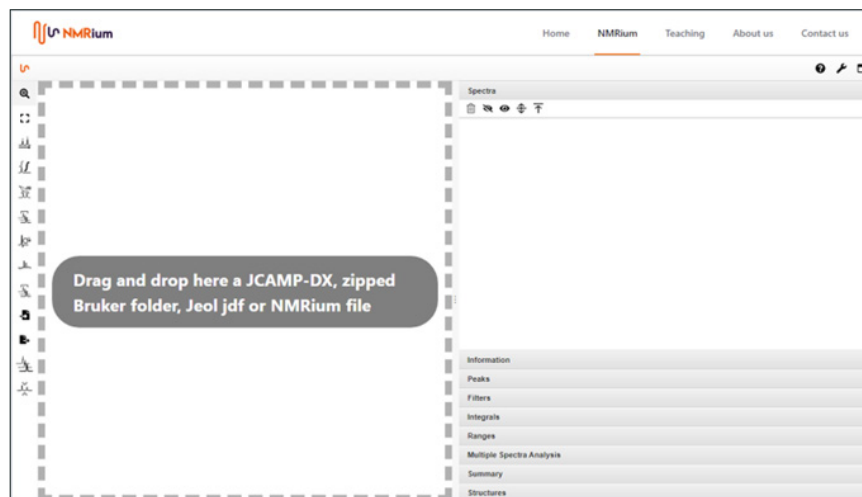 NMRium
Home NMRium Teaching About us Contact us
Spectra
Drag and drop here a JCAMP-DX, zipped
Bruker folder, Jeol jdf or NMRium file
Information
Peaks
Filters
Integrals
Ranges
Multiple Spectra Analysis
Summary
Structures